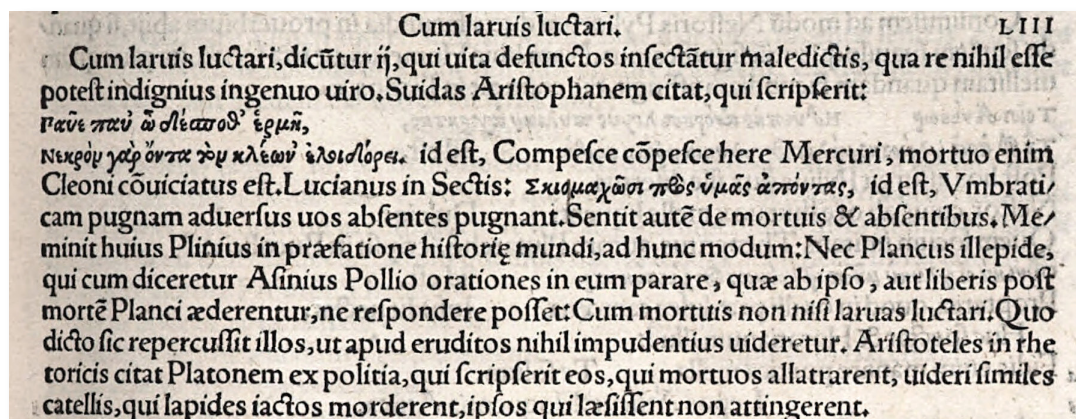 Cum laruis luctari. LIII
Cum laruis luctari, dicũtur ij, qui uita defunctos insectãtur maledictis, qua re nihil esse
potest indignius ingenuo uiro. Suidas Aristophanem citat, qui scripserit:
Παῦε παῦ ὦ δέσποθ' ἑρμῆ,
Νεκρὸν γὰρ ὄντα τὸν κλέων ἐλοιδόρει. id est, Compesce cõpesce here Mercuri, mortuo enim
Cleoni cõuiciatus est. Lucianus in Sectis: Σκιομαχῶσι πρὸς ὑμᾶς ἀπόντας, id est, Vmbrati/
cam pugnam aduersus uos absentes pugnant. Sentit autẽ de mortuis & absentibus. Me/
minit huius Plinius in præfatione historię mundi, ad hunc modum: Nec Plancus illepide,
qui cum diceretur Asinius Pollio orationes in eum parare, quæ ab ipso, aut liberis post
mortẽ Planci æderentur, ne respondere posset: Cum mortuis non nisi laruas luctari. Quo
dicto sic repercussit illos, ut apud eruditos nihil impudentius uideretur. Aristoteles in rhe
toricis citat Platonem ex politia, qui scripserit eos, qui mortuos allatrarent, uideri similes
catellis, qui lapides iactos morderent, ipsos qui læsissent non attingerent.